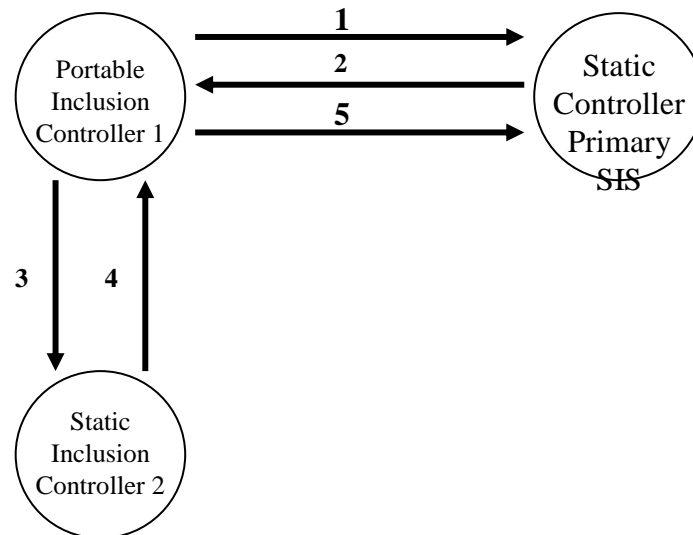 1
Portable
Inclusion
Controller 1
2
Static
Controller
Primary
SIS
5
3
4
Static
Inclusion
Controller 2